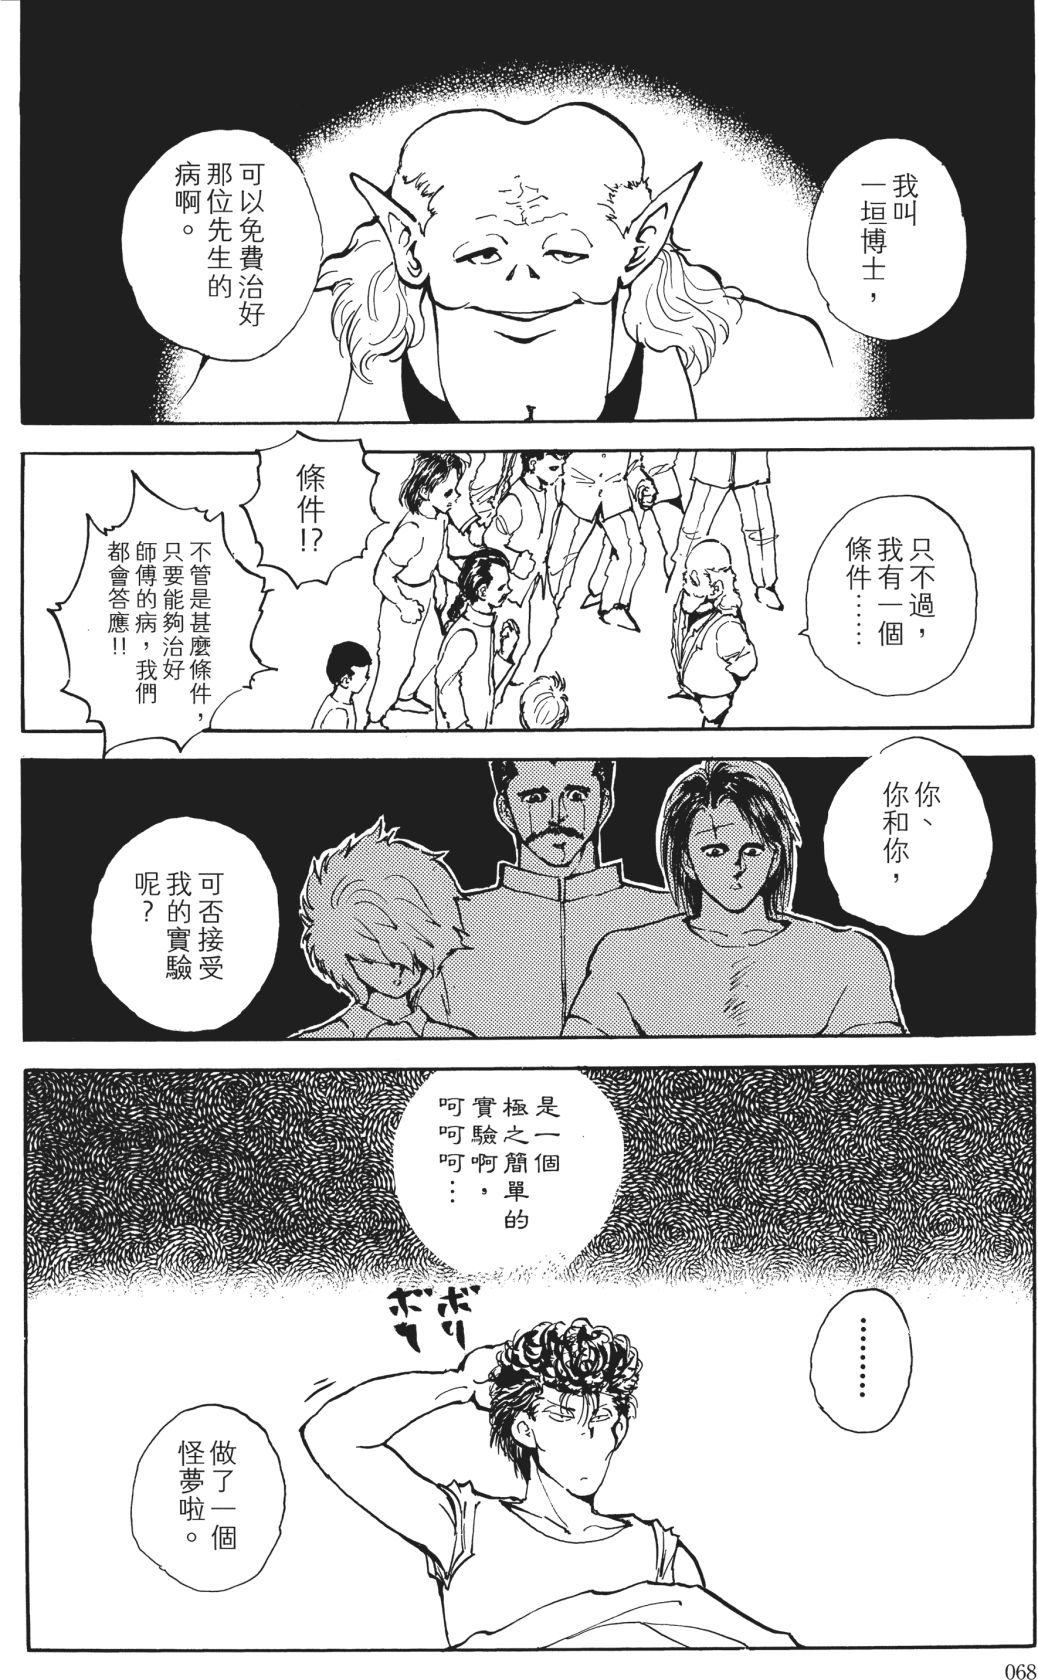 我叫
一垣博士，
可以免費治好
那位先生的
病啊。
只不過，
我有一個
條件……
條件!?
不管是甚麼條件，
只要能夠治好
師傅的病，我們
都會答應!!
你、
你和你，
可否接受
我的實驗
呢？
是一個
極之簡單的
實驗啊，
呵呵呵…
ボリ
ボリ
………
做了一個
怪夢啦。
068